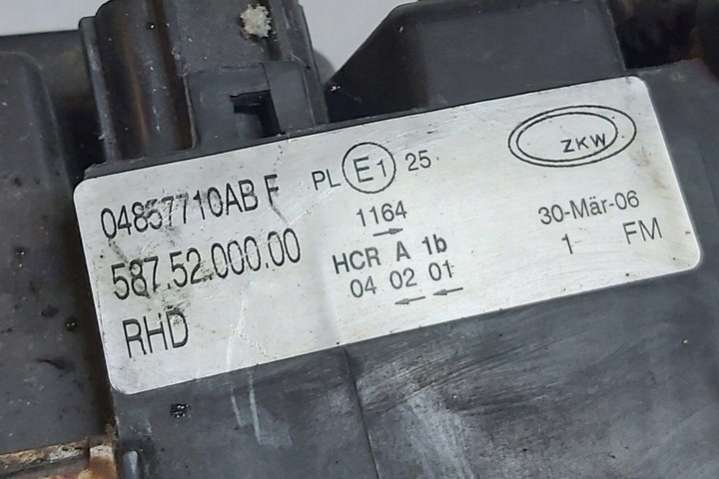 04857710AB F
587.52.000.00
RHD
PL E1 25
1164
→
HCR A 1b
04 02 01
← ←
ZKW
30-Mär-06
1 FM